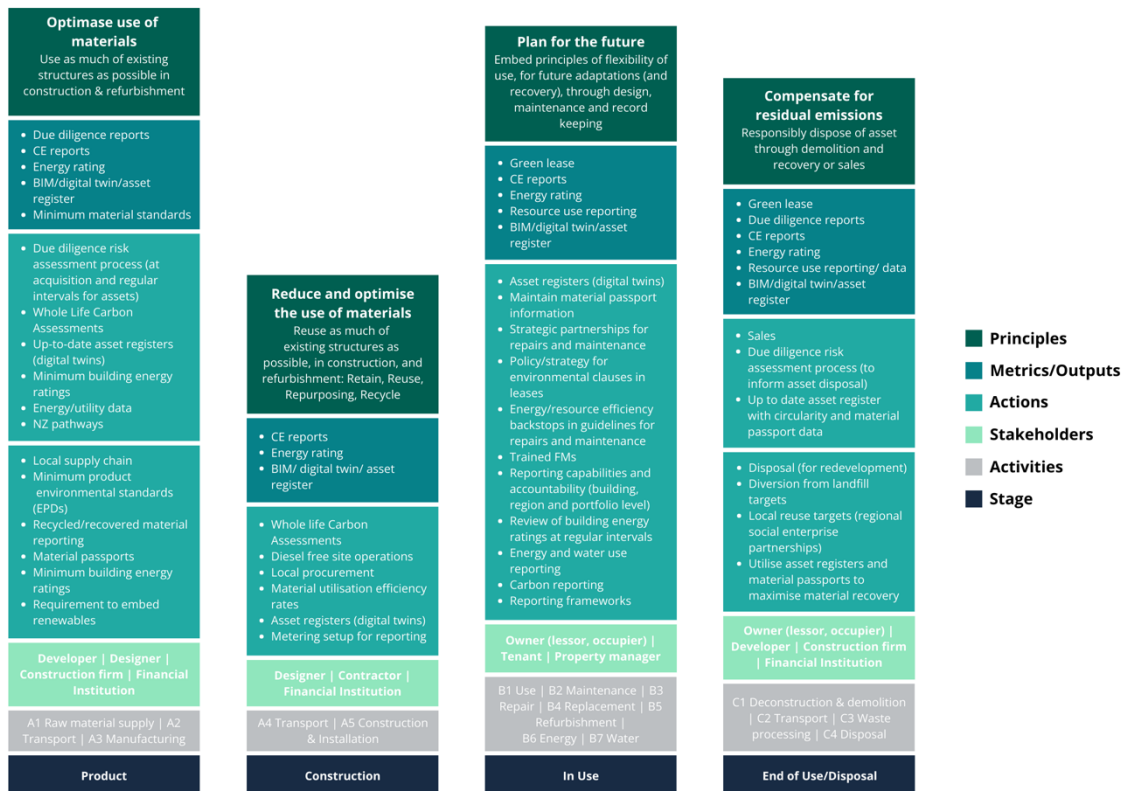 Optimase use of
materials
Use as much of existing
structures as possible in
construction & refurbishment
• Due diligence reports
• CE reports
• Energy rating
• BIM/digital twin/asset
register
• Minimum material standards
• Due diligence risk
assessment process (at
acquisition and regular
intervals for assets)
• Whole Life Carbon
Assessments
• Up-to-date asset registers
(digital twins)
• Minimum building energy
ratings
• Energy/utility data
• NZ pathways
• Local supply chain
• Minimum product
environmental standards
(EPDs)
• Recycled/recovered material
reporting
• Material passports
• Minimum building energy
ratings
• Requirement to embed
renewables
Developer | Designer |
Construction firm | Financial
Institution
A1 Raw material supply | A2
Transport | A3 Manufacturing
Product
Reduce and optimise
the use of materials
Reuse as much of
existing structures as
possible, in construction, and
refurbishment: Retain, Reuse,
Repurposing, Recycle
• CE reports
• Energy rating
• BIM/ digital twin/ asset
register
• Whole life Carbon
Assessments
• Diesel free site operations
• Local procurement
• Material utilisation efficiency
rates
• Asset registers (digital twins)
• Metering setup for reporting
Designer | Contractor |
Financial Institution
A4 Transport | A5 Construction
& Installation
Construction
Plan for the future
Embed principles of flexibility of
use, for future adaptations (and
recovery), through design,
maintenance and record
keeping
• Green lease
• CE reports
• Energy rating
• Resource use reporting
• BIM/digital twin/asset
register
• Asset registers (digital twins)
• Maintain material passport
information
• Strategic partnerships for
repairs and maintenance
• Policy/strategy for
environmental clauses in
leases
• Energy/resource efficiency
backstops in guidelines for
repairs and maintenance
• Trained FMs
• Reporting capabilities and
accountability (building,
region and portfolio level)
• Review of building energy
ratings at regular intervals
• Energy and water use
reporting
• Carbon reporting
• Reporting frameworks
Owner (lessor, occupier) |
Tenant | Property manager
B1 Use | B2 Maintenance | B3
Repair | B4 Replacement | B5
Refurbishment |
B6 Energy | B7 Water
In Use
Compensate for
residual emissions
Responsibly dispose of asset
through demolition and
recovery or sales
• Green lease
• Due diligence reports
• CE reports
• Energy rating
• Resource use reporting/ data
• BIM/digital twin/asset
register
• Sales
• Due diligence risk
assessment process (to
inform asset disposal)
• Up to date asset register
with circularity and material
passport data
• Disposal (for redevelopment)
• Diversion from landfill
targets
• Local reuse targets (regional
social enterprise
partnerships)
• Utilise asset registers and
material passports to
maximise material recovery
Owner (lessor, occupier) |
Developer | Construction firm
| Financial Institution
C1 Deconstruction & demolition
| C2 Transport | C3 Waste
processing | C4 Disposal
End of Use/Disposal
Principles
Metrics/Outputs
Actions
Stakeholders
Activities
Stage